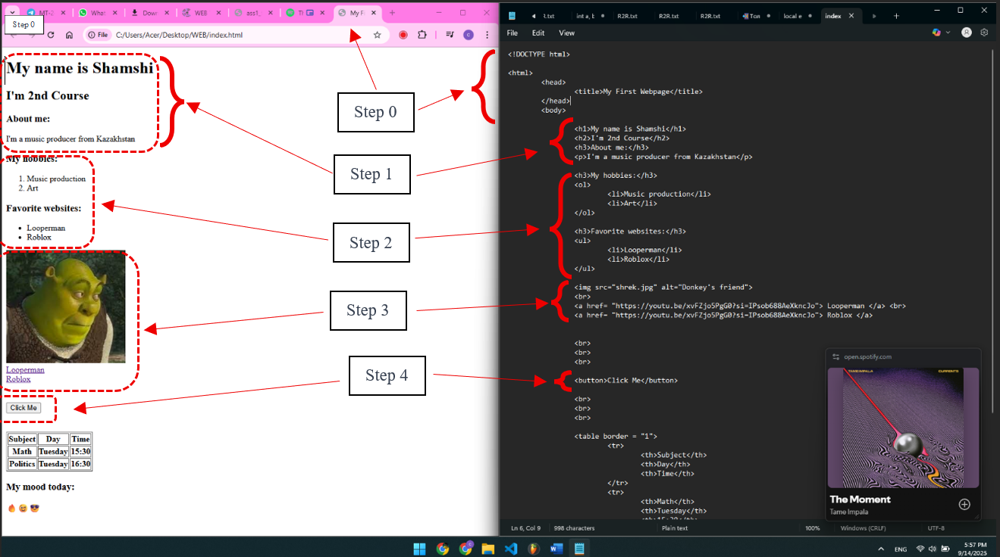 MT-2
What
Down
WEB
ass1_
Th
My Fi
Step 0
File
C:/Users/Acer/Desktop/WEB/index.html
My name is Shamshi
I'm 2nd Course
About me:
I'm a music producer from Kazakhstan
My hobbies:
1. Music production
2. Art
Favorite websites:
• Looperman
• Roblox
Looperman
Roblox
Click Me
Subject Day Time
Math Tuesday 15:30
Politics Tuesday 16:30
My mood today:
🔥 😉 😎
Step 0
Step 1
Step 2
Step 3
Step 4
t.txt
int a, b
R2R.txt
R2R.txt
R2R.txt
Топ
local e
index
File Edit View
<!DOCTYPE html>
<html>
<head>
<title>My First Webpage</title>
</head>
<body>
<h1>My name is Shamshi</h1>
<h2>I'm 2nd Course</h2>
<h3>About me:</h3>
<p>I'm a music producer from Kazakhstan</p>
<h3>My hobbies:</h3>
<ol>
<li>Music production</li>
<li>Art</li>
</ol>
<h3>Favorite websites:</h3>
<ul>
<li>Looperman</li>
<li>Roblox</li>
</ul>
<img src="shrek.jpg" alt="Donkey's friend">
<br>
<a href= "https://youtu.be/xvFZjo5PgG0?si=IPsob688AeXkncJo"> Looperman </a> <br>
<a href= "https://youtu.be/xvFZjo5PgG0?si=IPsob688AeXkncJo"> Roblox </a>
<br>
<br>
<br>
<button>Click Me</button>
<br>
<br>
<br>
<table border = "1">
<tr>
<th>Subject</th>
<th>Day</th>
<th>Time</th>
</tr>
<tr>
<th>Math</th>
<th>Tuesday</th>
<th>15:30</th>
open.spotify.com
TAME IMPALA
CURRENTS
The Moment
Tame Impala
Ln 6, Col 9
998 characters
Plain text
100%
Windows (CRLF)
UTF-8
ENG
5:57 PM
9/14/2025